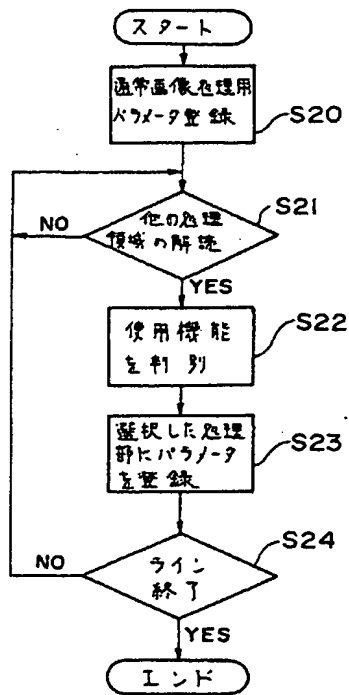 スタート
通常画像処理用
パラメータ登録
S20
他の処理
領域の解読
S21
NO
YES
使用機能
を判別
S22
選択した処理
部にパラメータ
を登録
S23
ライン
終了
S24
NO
YES
エンド